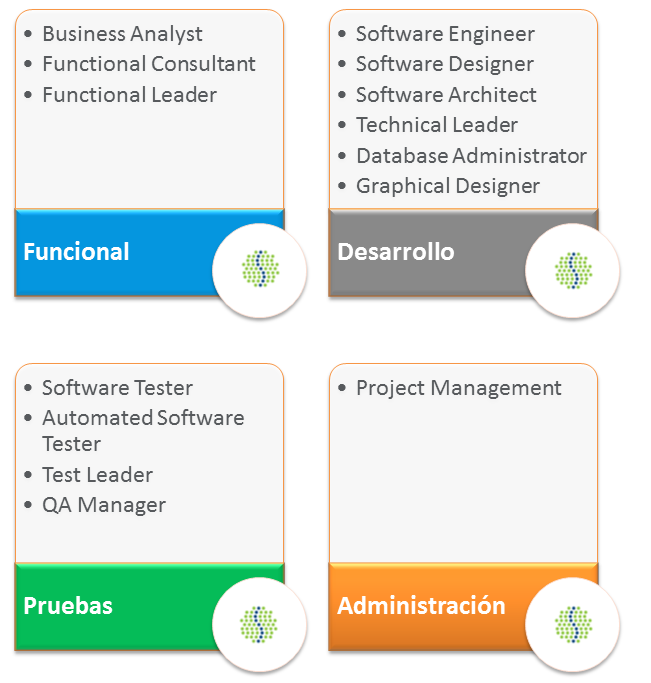 • Business Analyst
• Functional Consultant
• Functional Leader
Funcional
• Software Engineer
• Software Designer
• Software Architect
• Technical Leader
• Database Administrator
• Graphical Designer
Desarrollo
• Software Tester
• Automated Software
Tester
• Test Leader
• QA Manager
Pruebas
• Project Management
Administración